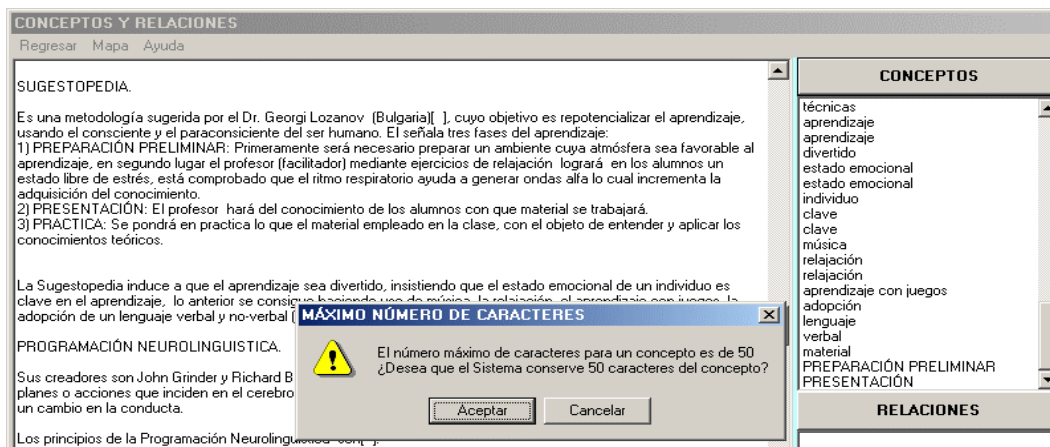 CONCEPTOS Y RELACIONES
Regresar Mapa Ayuda
SUGESTOPEDIA.
Es una metodología sugerida por el Dr. Georgi Lozanov (Bulgaria)[ ], cuyo objetivo es repotencializar el aprendizaje,
usando el consciente y el paraconsiciente del ser humano. El señala tres fases del aprendizaje:
1) PREPARACIÓN PRELIMINAR: Primeramente será necesario preparar un ambiente cuya atmósfera sea favorable al
aprendizaje, en segundo lugar el profesor (facilitador) mediante ejercicios de relajación logrará en los alumnos un
estado libre de estrés, está comprobado que el ritmo respiratorio ayuda a generar ondas alfa lo cual incrementa la
adquisición del conocimiento.
2) PRESENTACIÓN: El profesor hará del conocimiento de los alumnos con que material se trabajará.
3) PRACTICA: Se pondrá en practica lo que el material empleado en la clase, con el objeto de entender y aplicar los
conocimientos teóricos.
La Sugestopedia induce a que el aprendizaje sea divertido, insistiendo que el estado emocional de un individuo es
clave en el aprendizaje, lo anterior se consigue haciendo uso de música, la relajación, el aprendizaje con juegos, la
adopción de un lenguaje verbal y no-verbal (
PROGRAMACIÓN NEUROLINGUISTICA.
Sus creadores son John Grinder y Richard B
planes o acciones que inciden en el cerebro
un cambio en la conducta.
Los principios de la Programación Neurolinguistica son[ ]:
MÁXIMO NÚMERO DE CARACTERES
El número máximo de caracteres para un concepto es de 50
¿Desea que el Sistema conserve 50 caracteres del concepto?
Aceptar Cancelar
CONCEPTOS
técnicas
aprendizaje
aprendizaje
divertido
estado emocional
estado emocional
individuo
clave
clave
música
relajación
relajación
aprendizaje con juegos
adopción
lenguaje
verbal
material
PREPARACIÓN PRELIMINAR
PRESENTACIÓN
RELACIONES